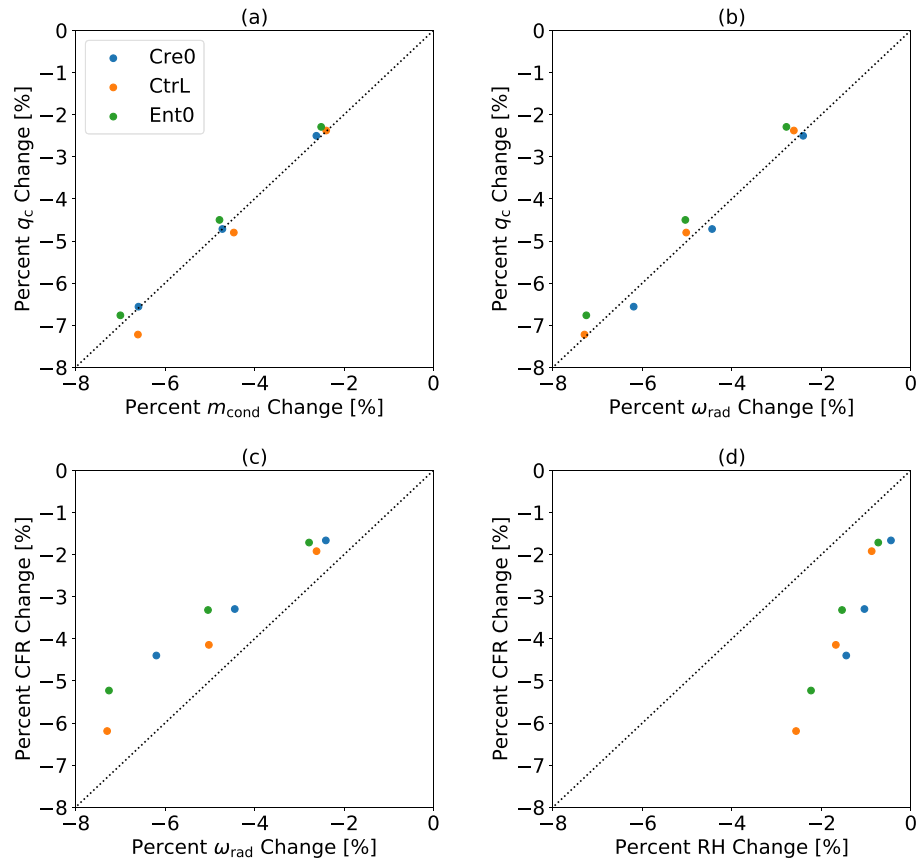 (a)
Percent q_c Change [%]
0
−1
−2
−3
−4
−5
−6
−7
−8
Cre0
CtrL
Ent0
−8 −6 −4 −2 0
Percent m_cond Change [%]
(b)
Percent q_c Change [%]
0
−1
−2
−3
−4
−5
−6
−7
−8
−8 −6 −4 −2 0
Percent ω_rad Change [%]
(c)
Percent CFR Change [%]
0
−1
−2
−3
−4
−5
−6
−7
−8
−8 −6 −4 −2 0
Percent ω_rad Change [%]
(d)
Percent CFR Change [%]
0
−1
−2
−3
−4
−5
−6
−7
−8
−8 −6 −4 −2 0
Percent RH Change [%]